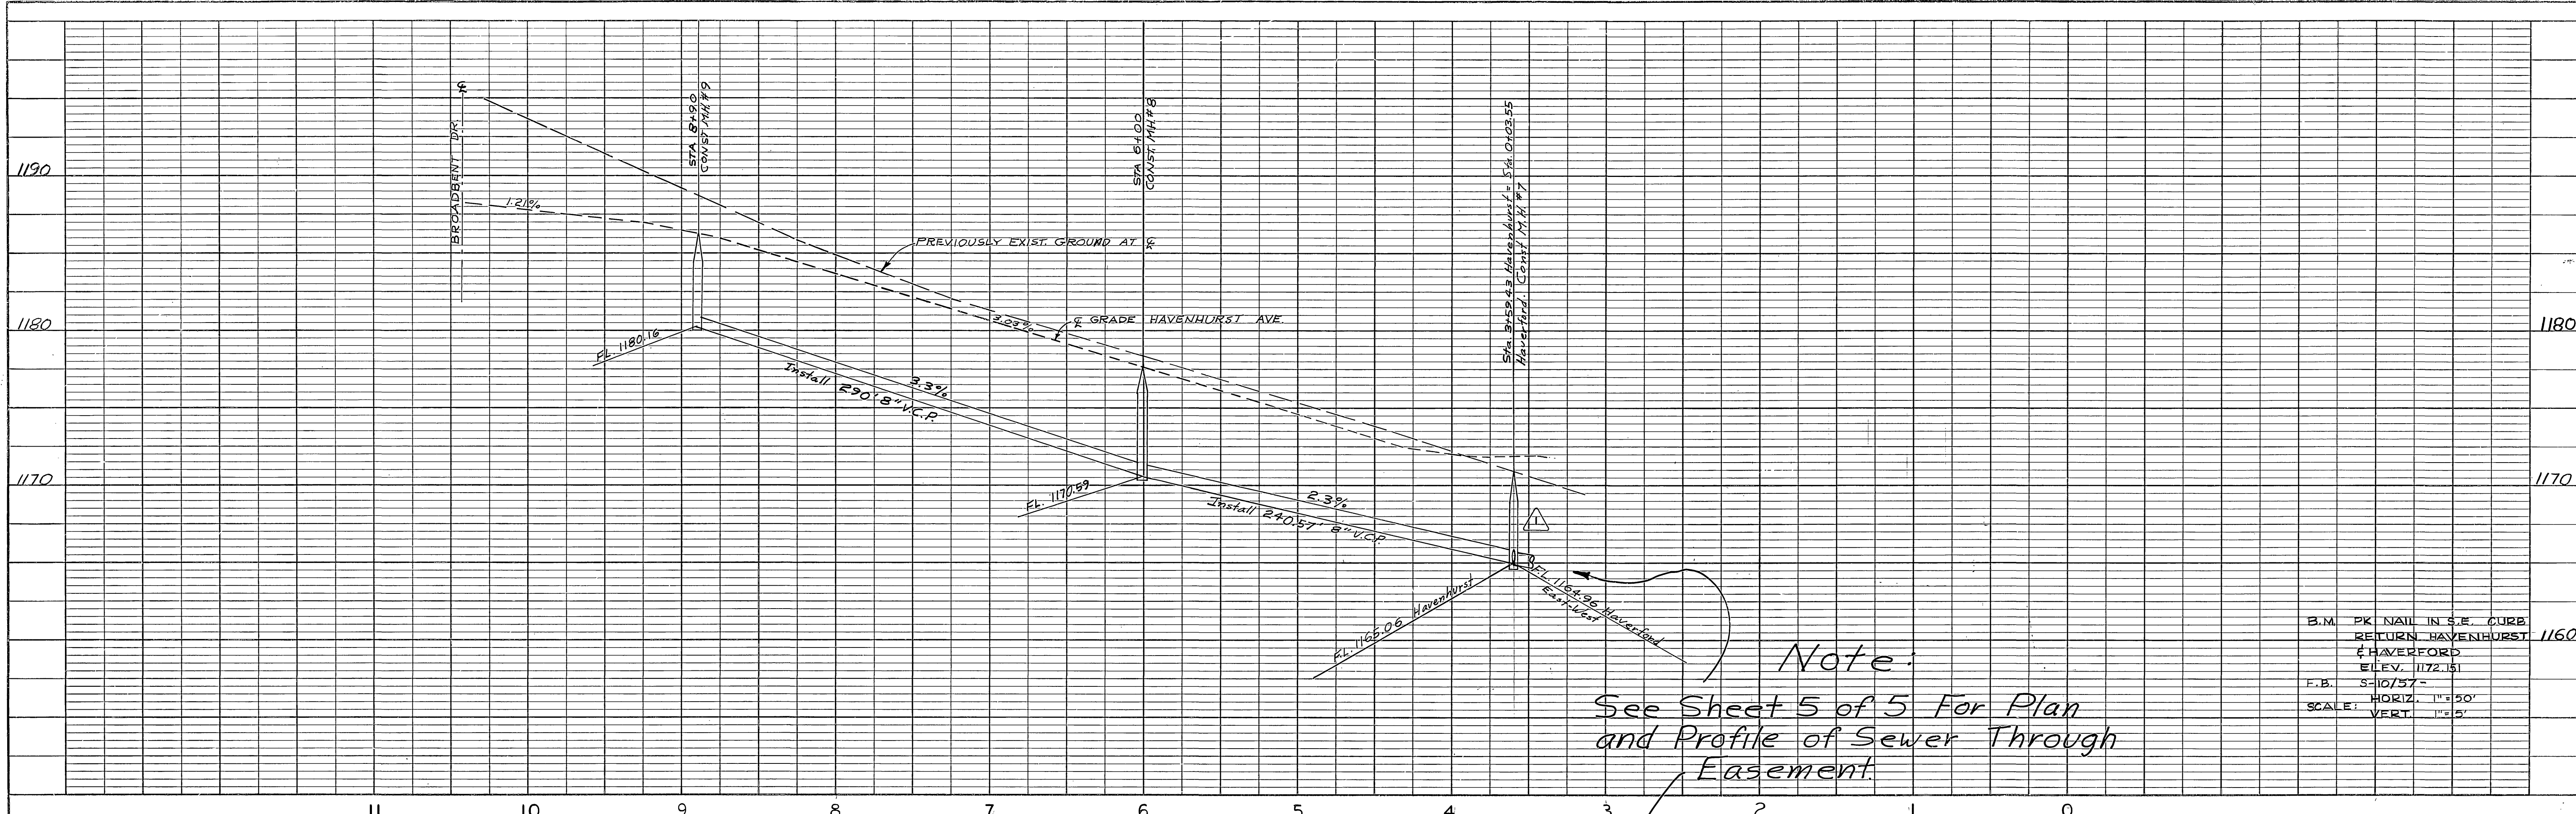 1190
1180
1170
1180
1170
1160
BROADBENT DR.
℄
1.21%
STA 8+90
CONST M.H.#9
STA 6+00
CONST. MH.#8
Sta. 3+59.43 Havenhurst = Sta. 0+03.55
Haverford. Const M.H. #7
PREVIOUSLY EXIST. GROUND AT ℄
3.03%
℄ GRADE HAVENHURST AVE.
FL. 1180.16
3.3%
Install 290' 8" V.C.P.
FL. 1170.59
2.3%
Install 240.57' 8" V.C.P.
1
F.L. 1165.06 Havenhurst
F.L. 1164.96 Haverford
East-West
Note:
See Sheet 5 of 5 For Plan
and Profile of Sewer Through
Easement.
B.M. PK NAIL IN S.E. CURB
RETURN HAVENHURST
& HAVERFORD
ELEV. 1172.151
F.B. S-10/57-
SCALE: HORIZ. 1"=50'
VERT. 1"=5'
11 10 9 8 7 6 5 4 3 2 1 0